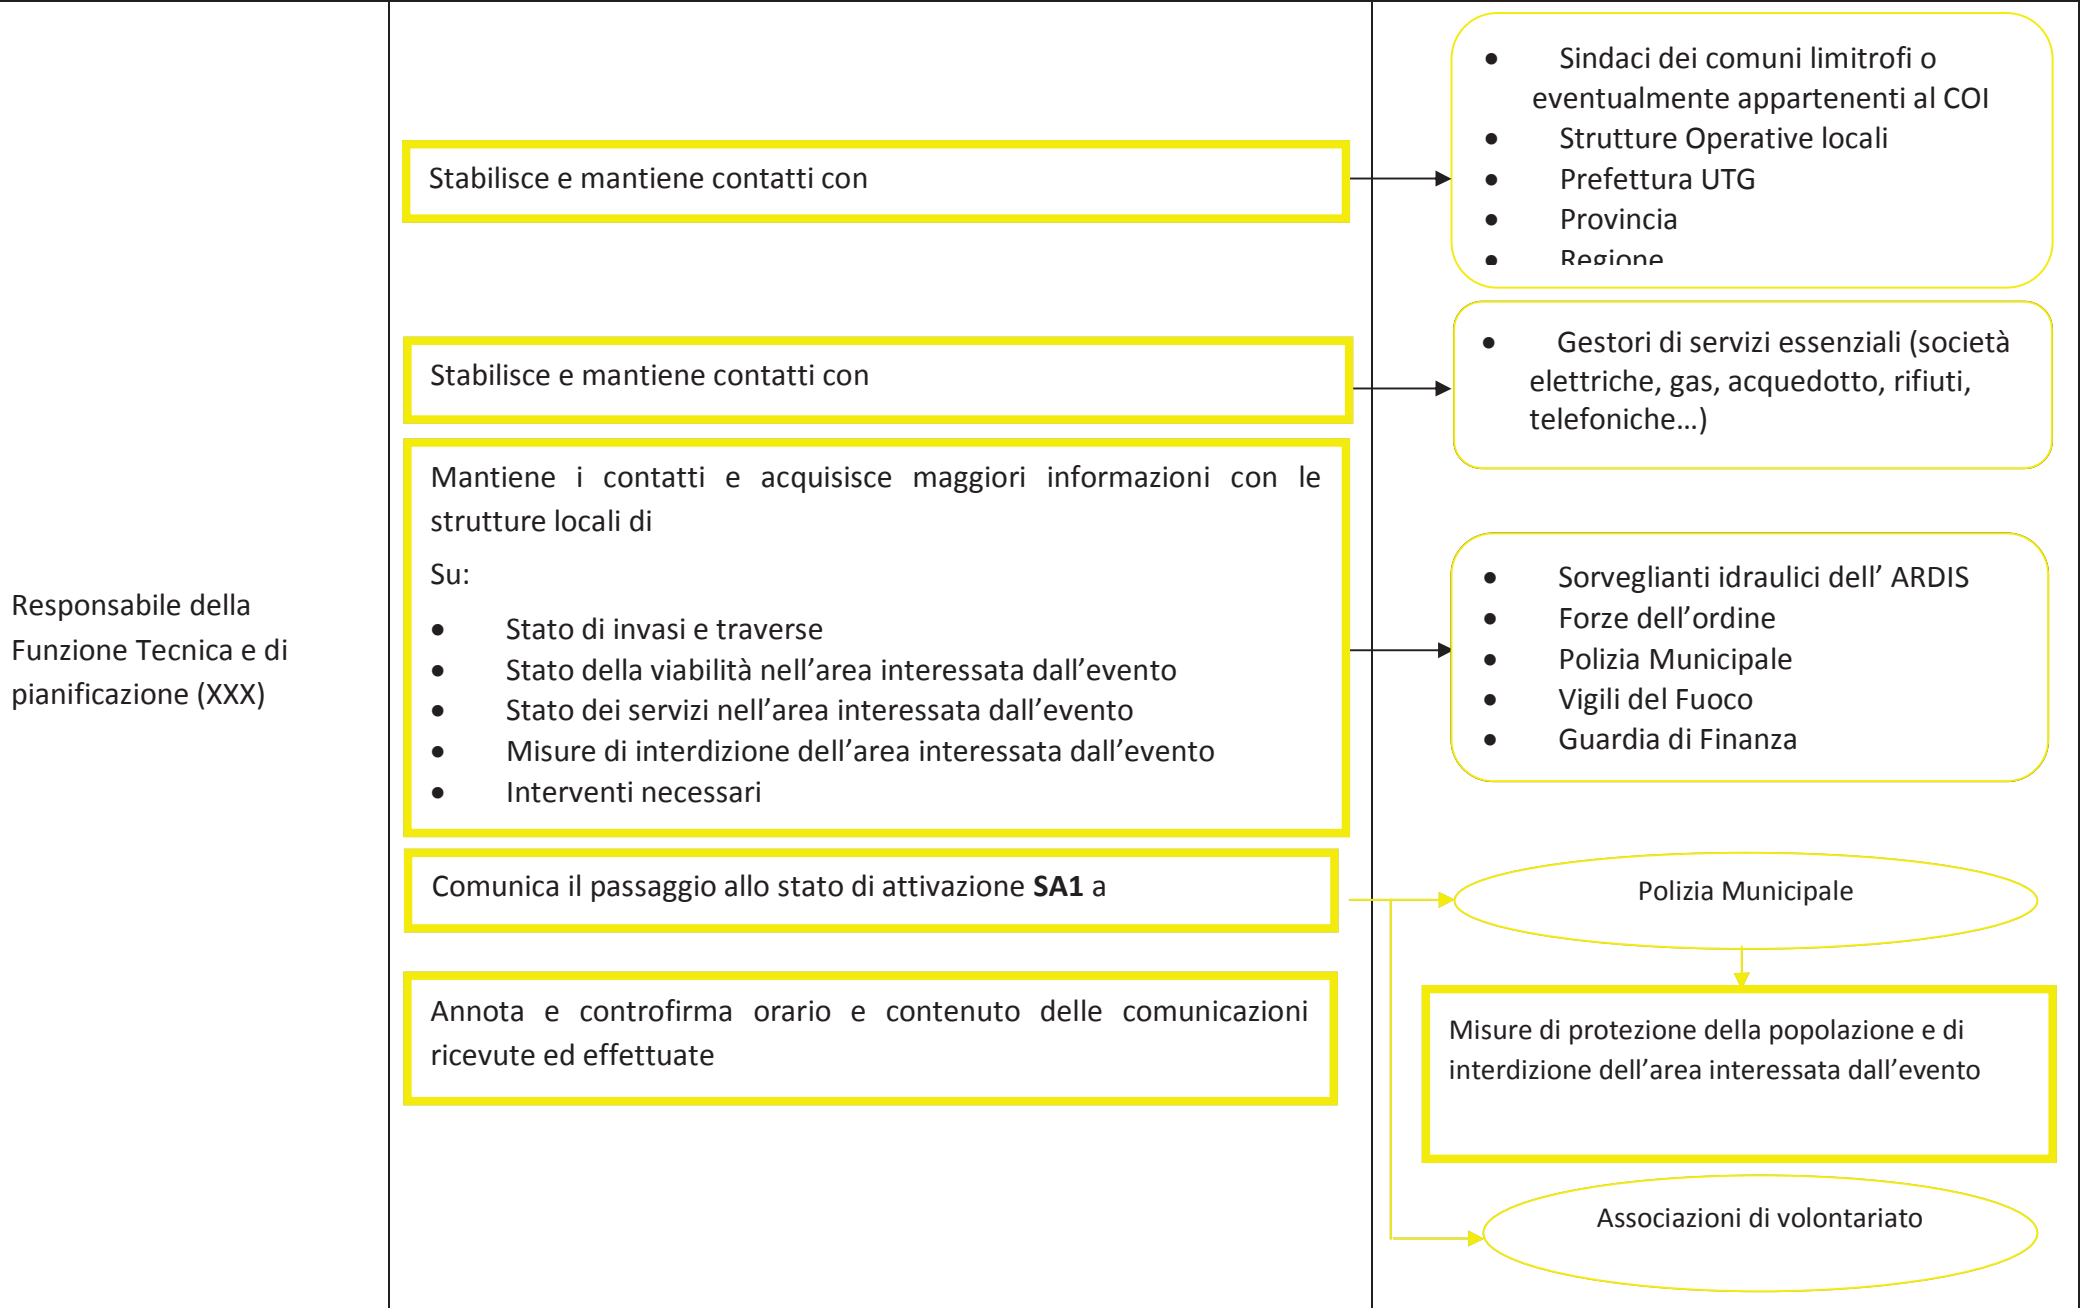 Responsabile della
Funzione Tecnica e di
pianificazione (XXX)
Stabilisce e mantiene contatti con
• Sindaci dei comuni limitrofi o
eventualmente appartenenti al COI
• Strutture Operative locali
• Prefettura UTG
• Provincia
• Regione
Stabilisce e mantiene contatti con
• Gestori di servizi essenziali (società
elettriche, gas, acquedotto, rifiuti,
telefoniche…)
Mantiene i contatti e acquisisce maggiori informazioni con le
strutture locali di
Su:
• Stato di invasi e traverse
• Stato della viabilità nell’area interessata dall’evento
• Stato dei servizi nell’area interessata dall’evento
• Misure di interdizione dell’area interessata dall’evento
• Interventi necessari
• Sorveglianti idraulici dell’ ARDIS
• Forze dell’ordine
• Polizia Municipale
• Vigili del Fuoco
• Guardia di Finanza
Comunica il passaggio allo stato di attivazione SA1 a
Polizia Municipale
Misure di protezione della popolazione e di
interdizione dell’area interessata dall’evento
Associazioni di volontariato
Annota e controfirma orario e contenuto delle comunicazioni
ricevute ed effettuate